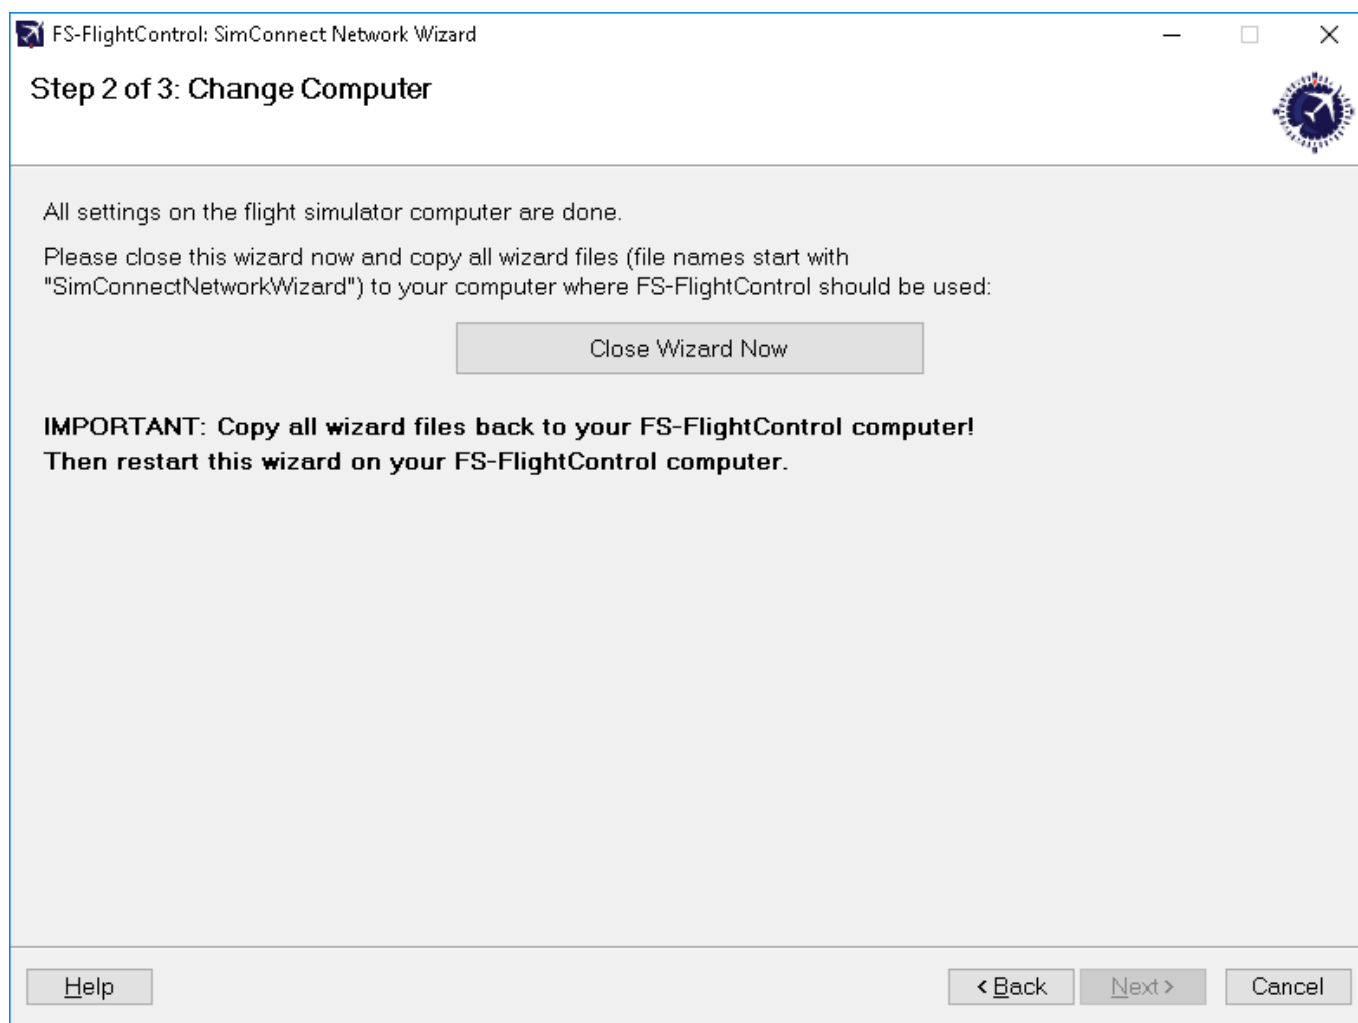 FS-FlightControl: SimConnect Network Wizard
Step 2 of 3: Change Computer
All settings on the flight simulator computer are done.
Please close this wizard now and copy all wizard files (file names start with
"SimConnectNetworkWizard") to your computer where FS-FlightControl should be used:
Close Wizard Now
IMPORTANT: Copy all wizard files back to your FS-FlightControl computer!
Then restart this wizard on your FS-FlightControl computer.
Help
< Back
Next >
Cancel